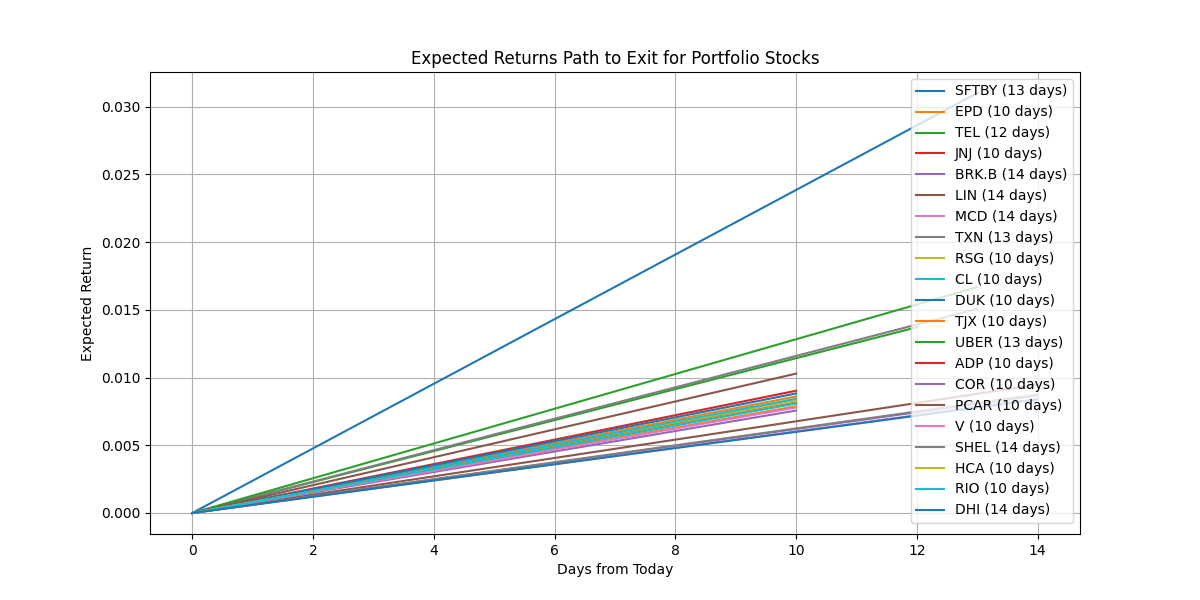 Expected Returns Path to Exit for Portfolio Stocks
Expected Return
0.030
0.025
0.020
0.015
0.010
0.005
0.000
SFTBY (13 days)
EPD (10 days)
TEL (12 days)
JNJ (10 days)
BRK.B (14 days)
LIN (14 days)
MCD (14 days)
TXN (13 days)
RSG (10 days)
CL (10 days)
DUK (10 days)
TJX (10 days)
UBER (13 days)
ADP (10 days)
COR (10 days)
PCAR (10 days)
V (10 days)
SHEL (14 days)
HCA (10 days)
RIO (10 days)
DHI (14 days)
0 2 4 6 8 10 12 14
Days from Today